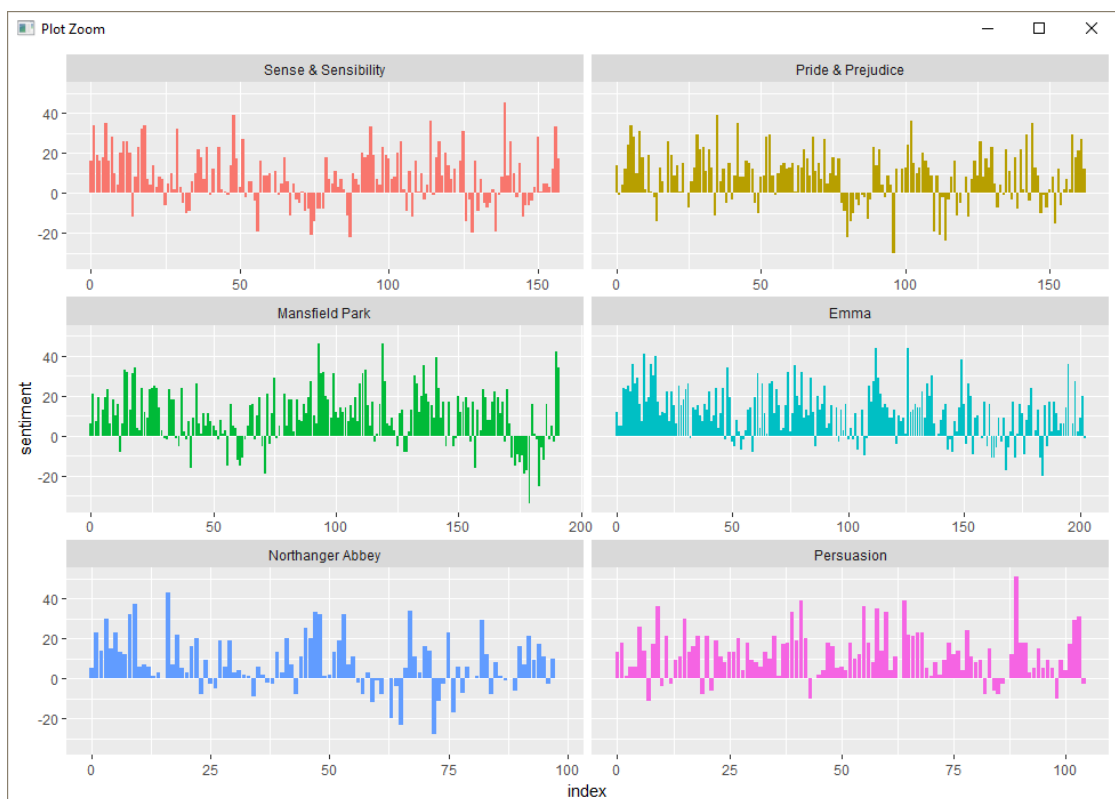 Plot Zoom
Sense & Sensibility
Pride & Prejudice
40
20
0
-20
0 50 100 150
0 50 100 150
Mansfield Park
Emma
40
20
0
-20
0 50 100 150 200
0 50 100 150 200
sentiment
Northanger Abbey
Persuasion
40
20
0
-20
0 25 50 75 100
0 25 50 75 100
index